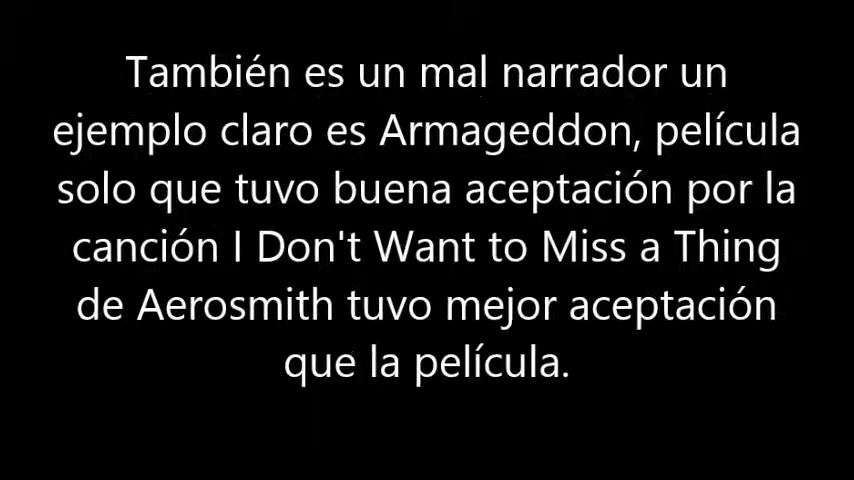 También es un mal narrador un
ejemplo claro es Armageddon, película
solo que tuvo buena aceptación por la
canción I Don't Want to Miss a Thing
de Aerosmith tuvo mejor aceptación
que la película.